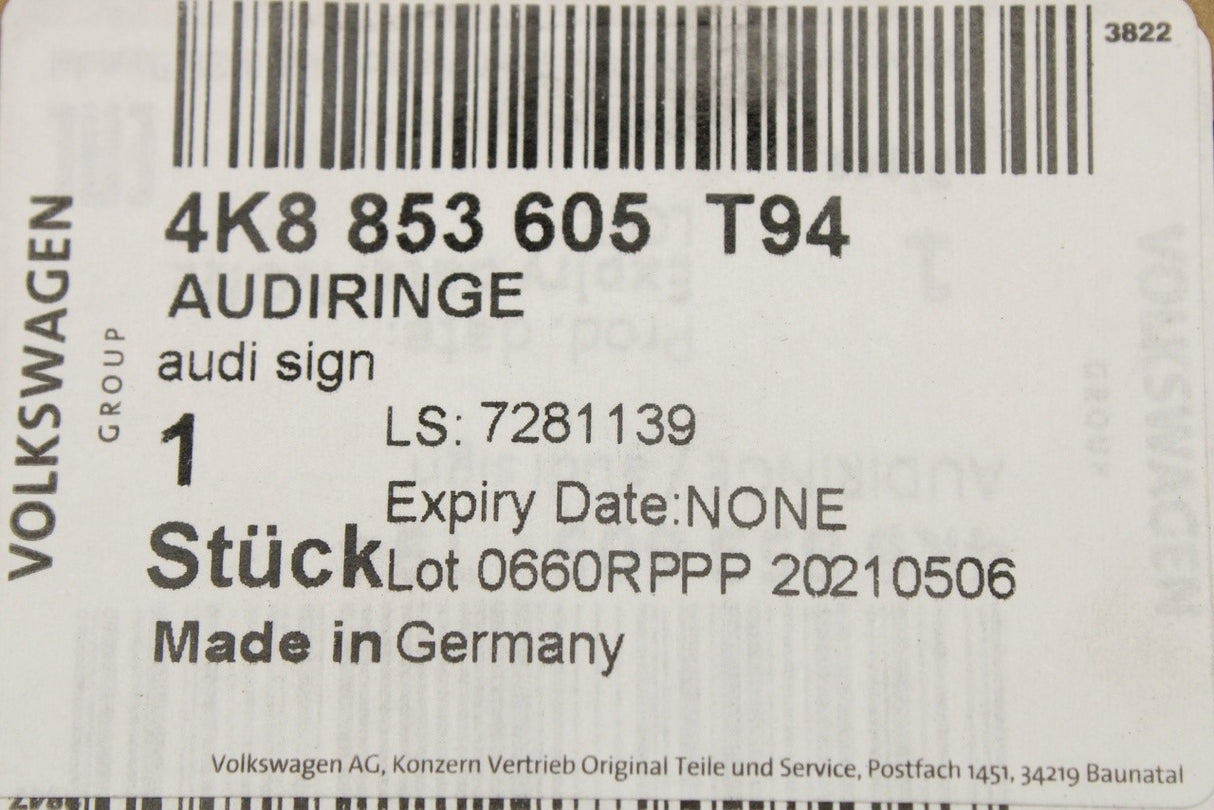 3822
4K8 853 605 T94
AUDIRINGE
audi sign
1
LS: 7281139
Expiry Date:NONE
Stück
Lot 0660RPPP 20210506
Made in Germany
VOLKSWAGEN
GROUP
Volkswagen AG, Konzern Vertrieb Original Teile und Service, Postfach 1451, 34219 Baunatal